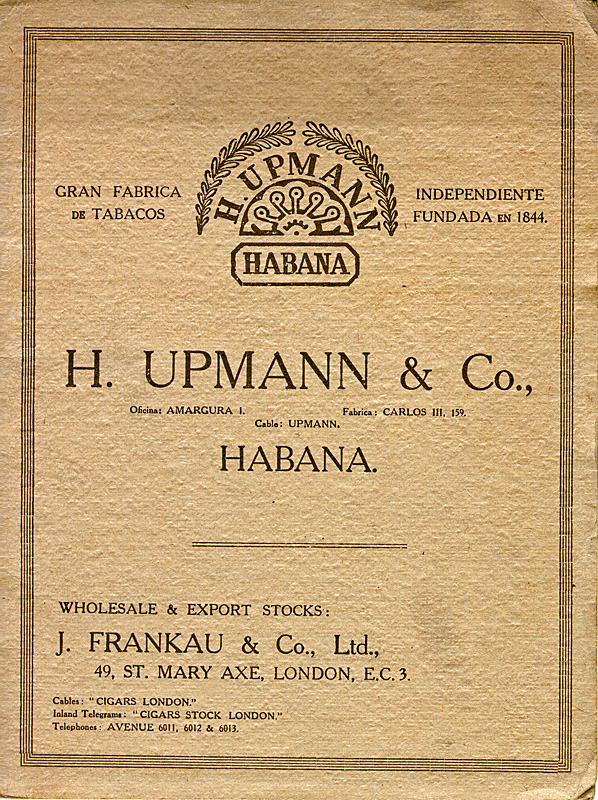 H. UPMANN
HABANA
GRAN FABRICA
DE TABACOS
INDEPENDIENTE
FUNDADA EN 1844.
H. UPMANN & Co.,
Oficina: AMARGURA 1. Fabrica: CARLOS III, 159.
Cable: UPMANN.
HABANA.
WHOLESALE & EXPORT STOCKS:
J. FRANKAU & Co., Ltd.,
49, ST. MARY AXE, LONDON, E.C. 3.
Cables: "CIGARS LONDON."
Inland Telegrams: "CIGARS STOCK LONDON."
Telephones: AVENUE 6011, 6012 & 6013.